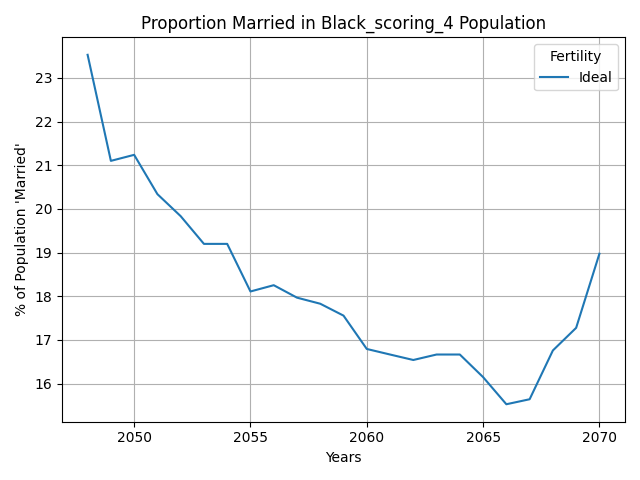 Proportion Married in Black_scoring_4 Population
Fertility
Ideal
% of Population 'Married'
23
22
21
20
19
18
17
16
2050 2055 2060 2065 2070
Years